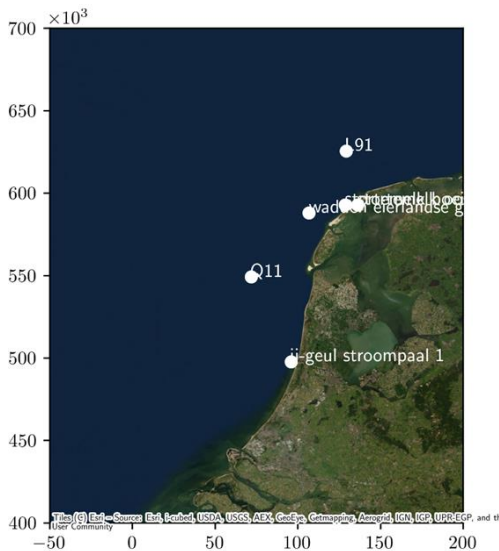 ×10³
700
650
600
550
500
450
400
−50
0
50
100
150
200
L91
wadden eierlandse g
Q11
ij-geul stroompaal 1
Tiles (C) Esri -- Source: Esri, i-cubed, USDA, USGS, AEX, GeoEye, Getmapping, Aerogrid, IGN, IGP, UPR-EGP, and th
User Community